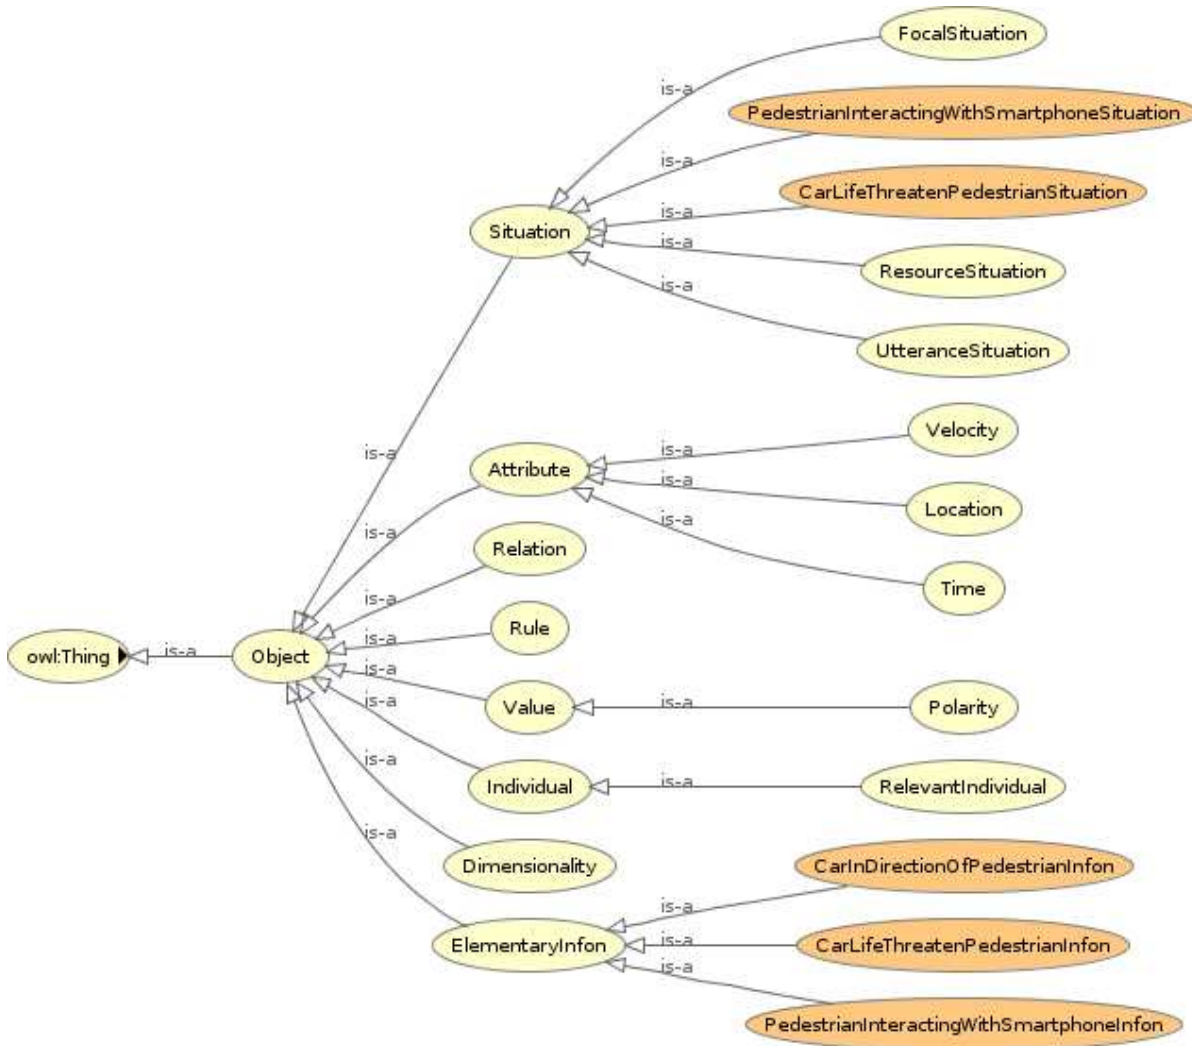 FocalSituation
is-a
PedestrianInteractingWithSmartphoneSituation
is-a
CarLifeThreatenPedestrianSituation
is-a
Situation
is-a
ResourceSituation
is-a
UtteranceSituation
Velocity
is-a
is-a
Attribute
is-a
Location
is-a
is-a
Relation
Time
is-a
Rule
is-a
owl:Thing
is-a
Object
is-a
is-a
Value
is-a
Polarity
is-a
Individual
is-a
RelevantIndividual
is-a
Dimensionality
CarInDirectionOfPedestrianInfon
is-a
is-a
ElementaryInfon
is-a
CarLifeThreatenPedestrianInfon
is-a
PedestrianInteractingWithSmartphoneInfon